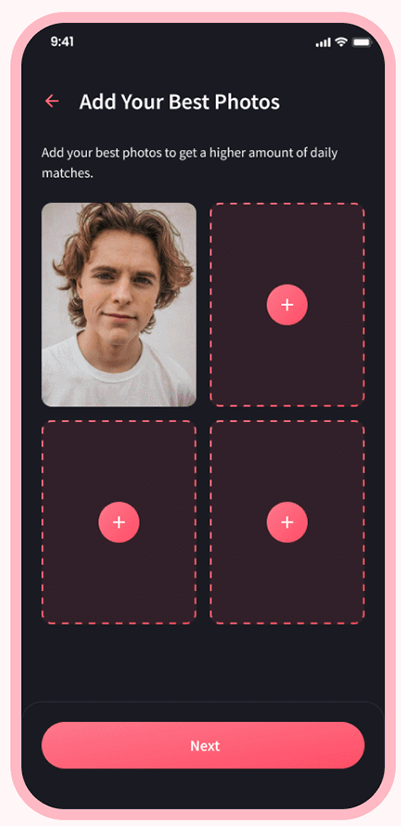 9:41
Add Your Best Photos
Add your best photos to get a higher amount of daily
matches.
Next